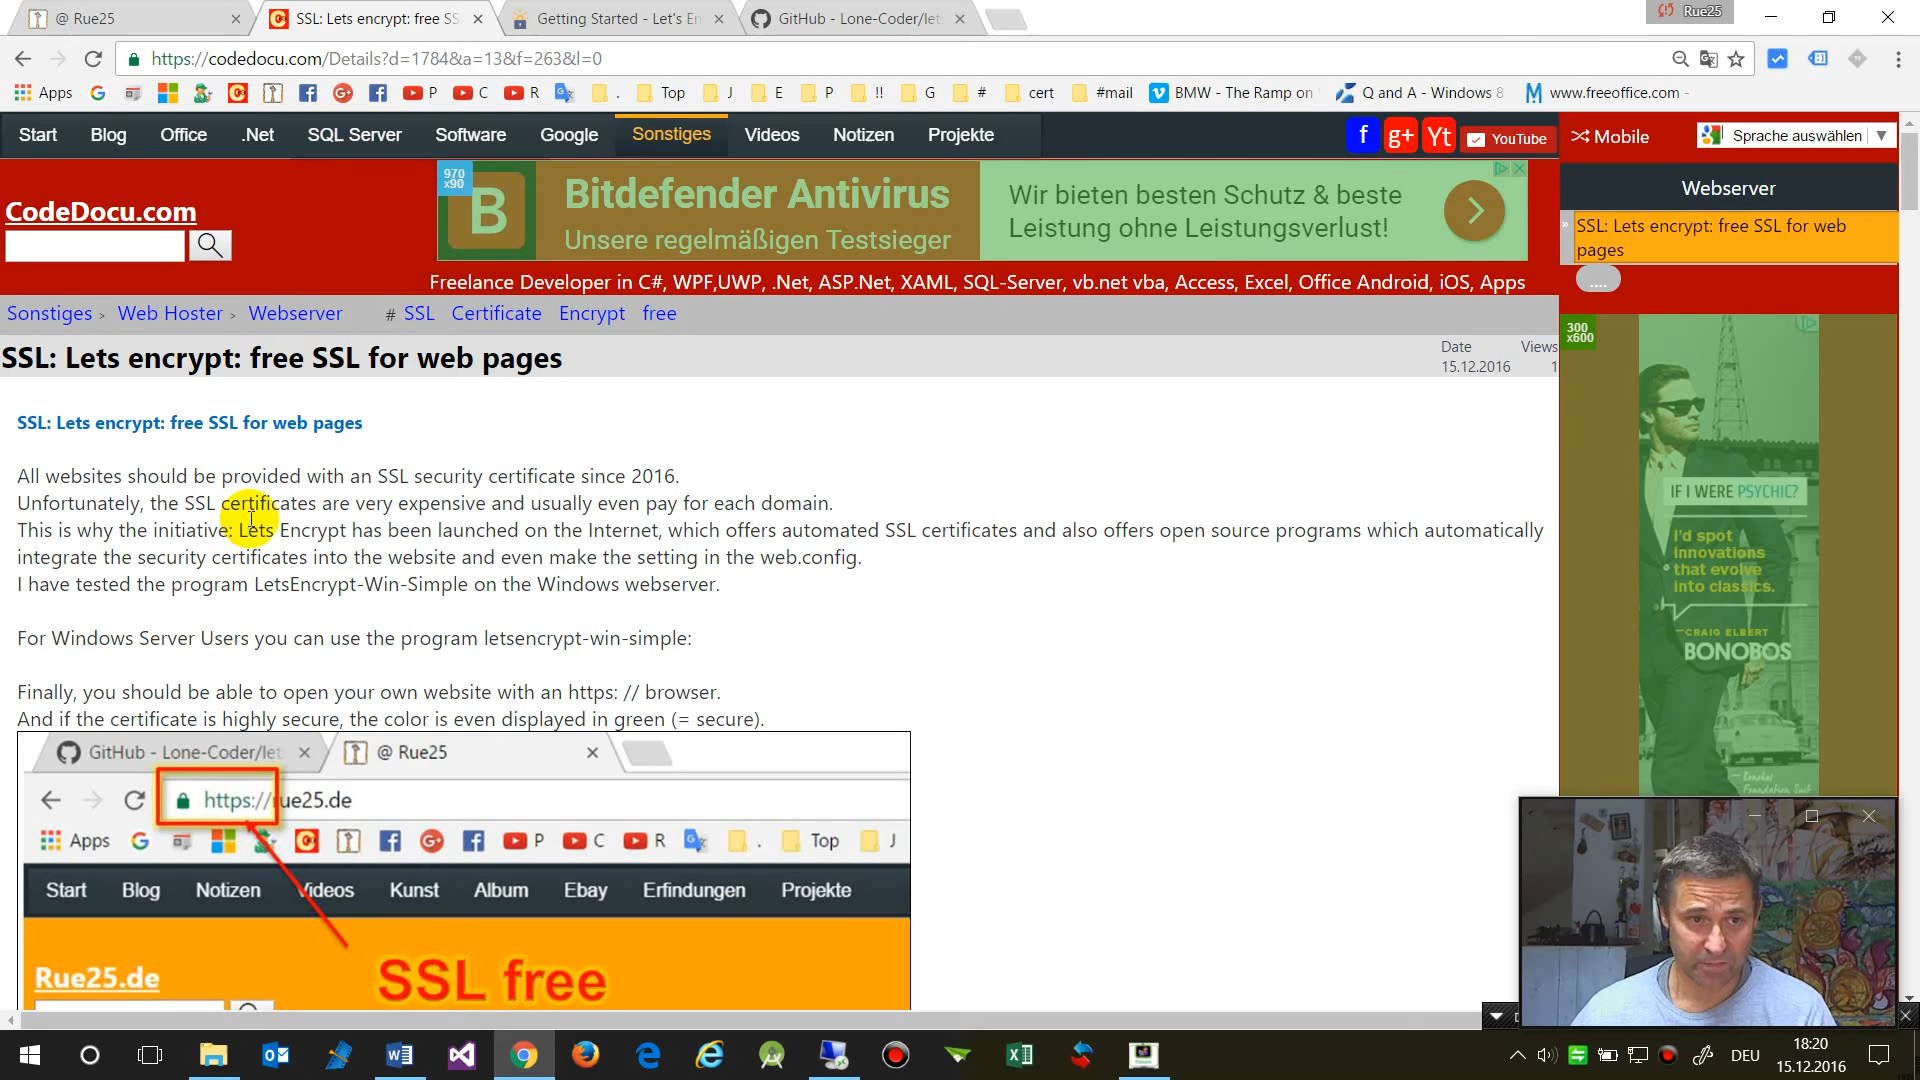 @ Rue25
SSL: Lets encrypt: free SS
Getting Started - Let's En
GitHub - Lone-Coder/let
Rue25
https://codedocu.com/Details?d=1784&a=13&f=263&l=0
Apps
P
C
R
.
Top
J
E
P
!!
G
#
cert
#mail
BMW - The Ramp on
Q and A - Windows 8
www.freeoffice.com -
Start
Blog
Office
.Net
SQL Server
Software
Google
Sonstiges
Videos
Notizen
Projekte
f
g+
Yt
YouTube
Mobile
Sprache auswählen
CodeDocu.com
970
x90
B
Bitdefender Antivirus
Unsere regelmäßigen Testsieger
Wir bieten besten Schutz & beste
Leistung ohne Leistungsverlust!
Freelance Developer in C#, WPF,UWP, .Net, ASP.Net, XAML, SQL-Server, vb.net vba, Access, Excel, Office Android, iOS, Apps
Webserver
» SSL: Lets encrypt: free SSL for web
pages
....
Sonstiges > Web Hoster > Webserver # SSL Certificate Encrypt free
SSL: Lets encrypt: free SSL for web pages
Date
15.12.2016
Views
1
SSL: Lets encrypt: free SSL for web pages
All websites should be provided with an SSL security certificate since 2016.
Unfortunately, the SSL certificates are very expensive and usually even pay for each domain.
This is why the initiative: Lets Encrypt has been launched on the Internet, which offers automated SSL certificates and also offers open source programs which automatically
integrate the security certificates into the website and even make the setting in the web.config.
I have tested the program LetsEncrypt-Win-Simple on the Windows webserver.
For Windows Server Users you can use the program letsencrypt-win-simple:
Finally, you should be able to open your own website with an https: // browser.
And if the certificate is highly secure, the color is even displayed in green (= secure).
GitHub - Lone-Coder/let
@ Rue25
https://rue25.de
Apps
P
C
R
.
Top
J
Start
Blog
Notizen
Videos
Kunst
Album
Ebay
Erfindungen
Projekte
Rue25.de
SSL free
300
x600
IF I WERE PSYCHIC?
I'd spot
innovations
that evolve
into classics.
—CRAIG ELBERT
BONOBOS
— Bonobos
Foundation Suit
DEU
18:20
15.12.2016